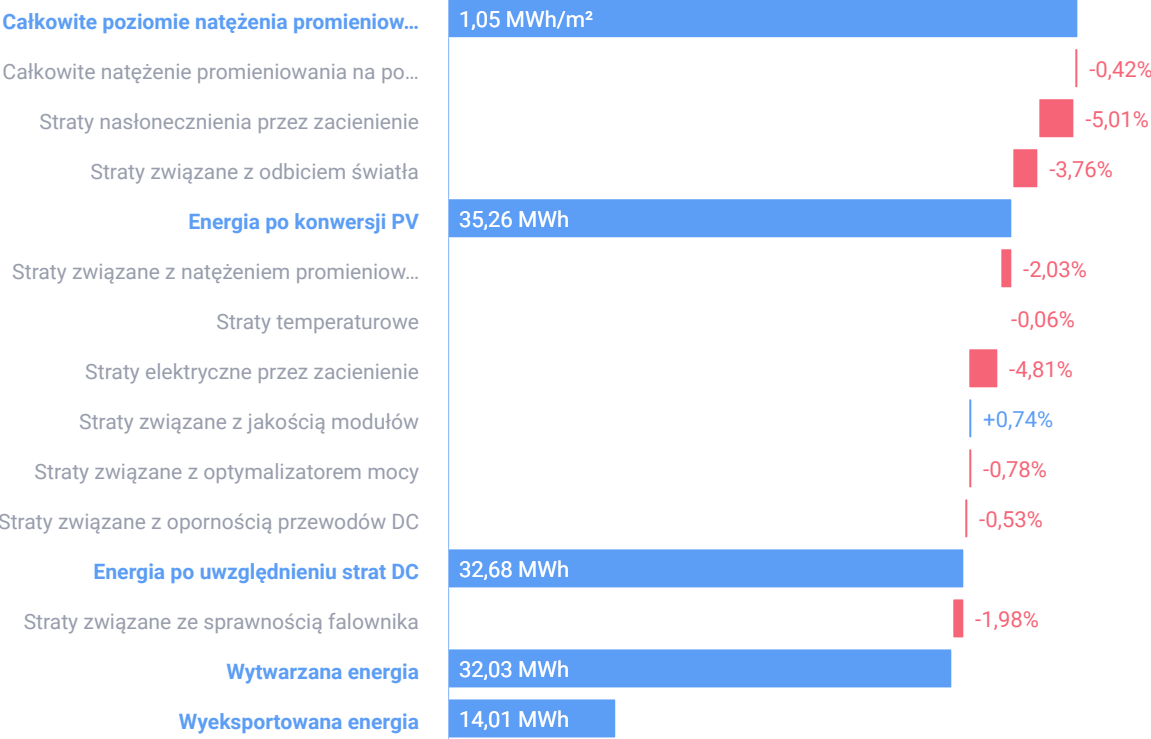 Całkowite poziomie natężenia promieniow… 1,05 MWh/m²
Całkowite natężenie promieniowania na po… -0,42%
Straty nasłonecznienia przez zacienienie -5,01%
Straty związane z odbiciem światła -3,76%
Energia po konwersji PV 35,26 MWh
Straty związane z natężeniem promieniow… -2,03%
Straty temperaturowe -0,06%
Straty elektryczne przez zacienienie -4,81%
Straty związane z jakością modułów +0,74%
Straty związane z optymalizatorem mocy -0,78%
Straty związane z opornością przewodów DC -0,53%
Energia po uwzględnieniu strat DC 32,68 MWh
Straty związane ze sprawnością falownika -1,98%
Wytwarzana energia 32,03 MWh
Wyeksportowana energia 14,01 MWh